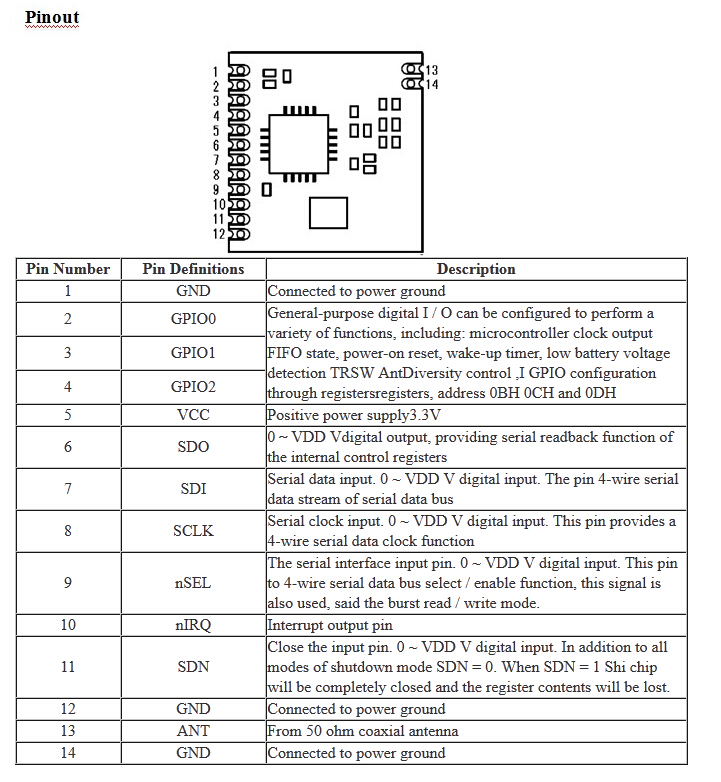 Pinout
1
2
3
4
5
6
7
8
9
10
11
12
13
14
Pin Number Pin Definitions Description
1 GND Connected to power ground
2 GPIO0 General-purpose digital I / O can be configured to perform a
variety of functions, including: microcontroller clock output
3 GPIO1 FIFO state, power-on reset, wake-up timer, low battery voltage
detection TRSW AntDiversity control ,I GPIO configuration
4 GPIO2 through registersregisters, address 0BH 0CH and 0DH
5 VCC Positive power supply3.3V
6 SDO 0 ~ VDD Vdigital output, providing serial readback function of
the internal control registers
7 SDI Serial data input. 0 ~ VDD V digital input. The pin 4-wire serial
data stream of serial data bus
8 SCLK Serial clock input. 0 ~ VDD V digital input. This pin provides a
4-wire serial data clock function
9 nSEL The serial interface input pin. 0 ~ VDD V digital input. This pin
to 4-wire serial data bus select / enable function, this signal is
also used, said the burst read / write mode.
10 nIRQ Interrupt output pin
11 SDN Close the input pin. 0 ~ VDD V digital input. In addition to all
modes of shutdown mode SDN = 0. When SDN = 1 Shi chip
will be completely closed and the register contents will be lost.
12 GND Connected to power ground
13 ANT From 50 ohm coaxial antenna
14 GND Connected to power ground